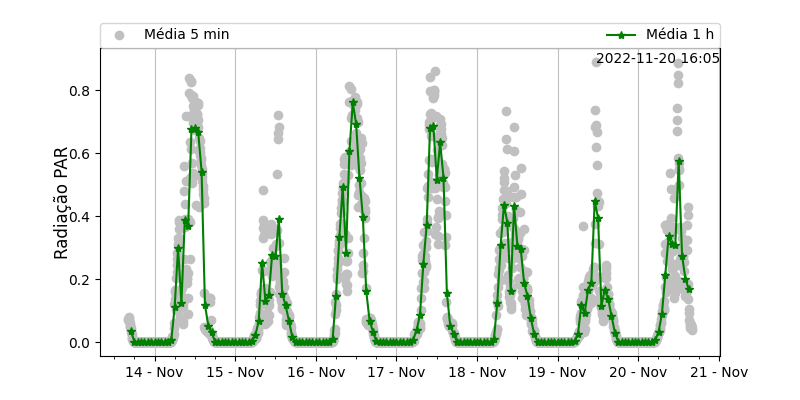 Média 5 min
Média 1 h
2022-11-20 16:05
Radiação PAR
0.8
0.6
0.4
0.2
0.0
14 - Nov
15 - Nov
16 - Nov
17 - Nov
18 - Nov
19 - Nov
20 - Nov
21 - Nov